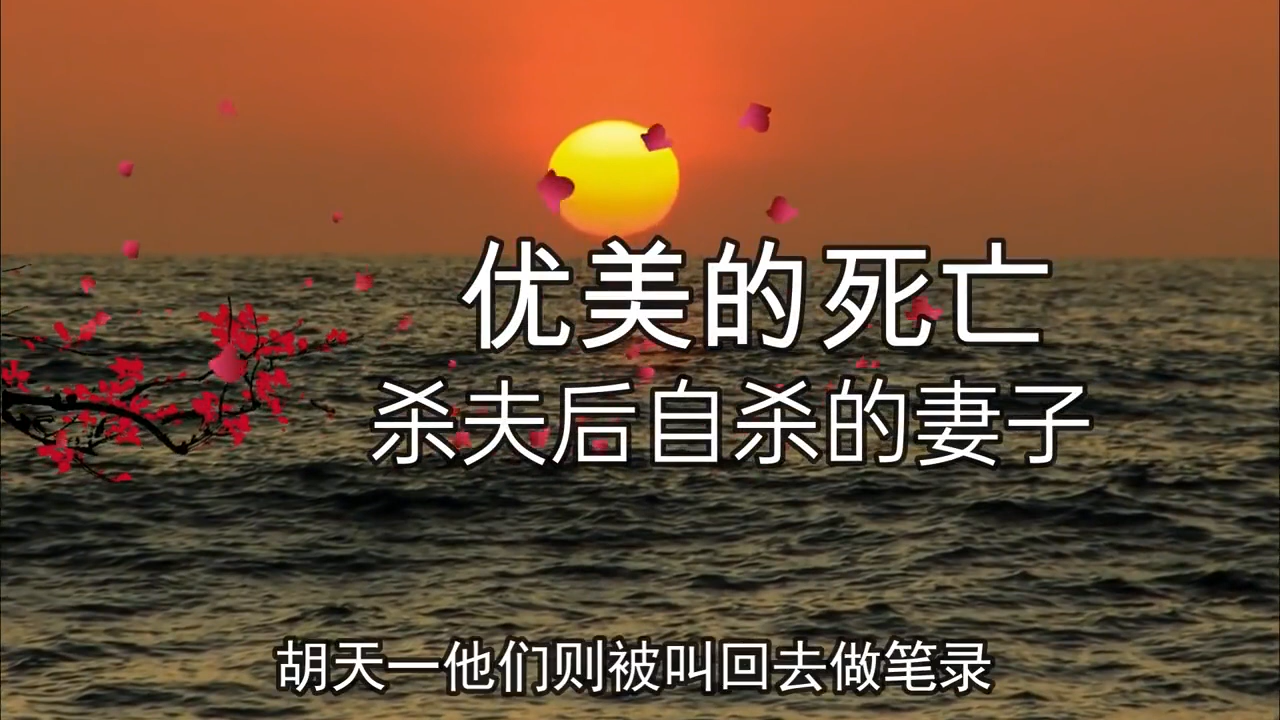 优美的死亡
杀夫后自杀的妻子
胡天一他们则被叫回去做笔录